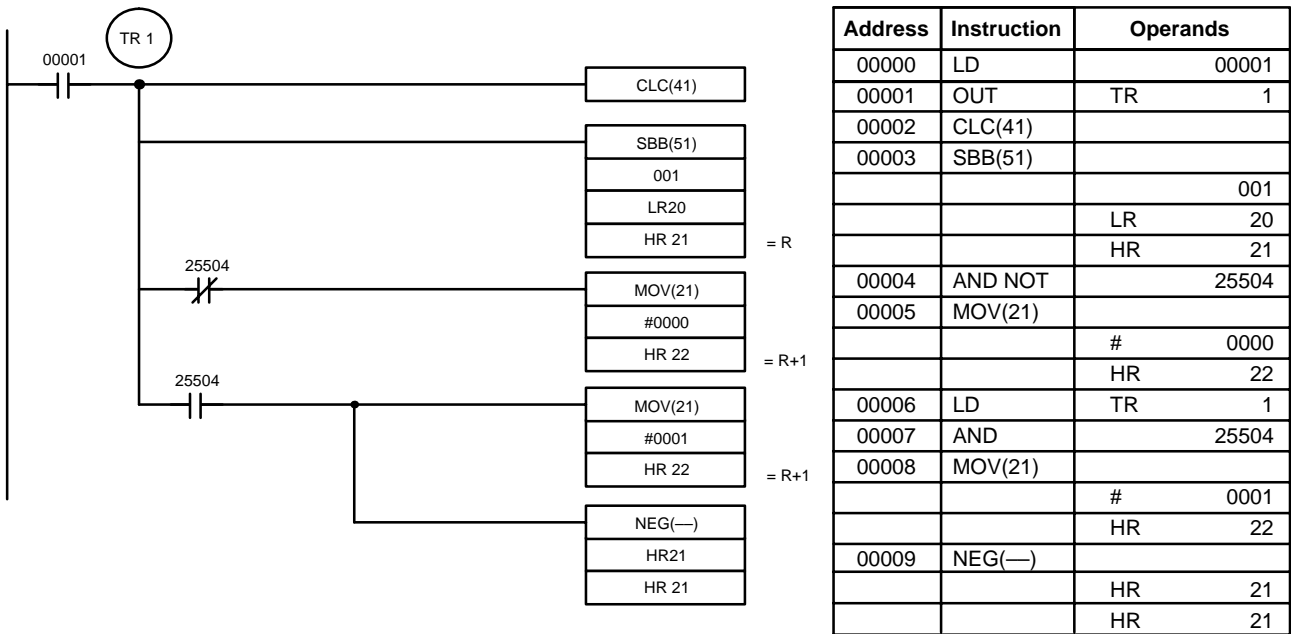 TR 1
00001
CLC(41)
SBB(51)
001
LR20
HR 21 = R
25504
MOV(21)
#0000
HR 22 = R+1
25504
MOV(21)
#0001
HR 22 = R+1
NEG(—)
HR21
HR 21
Address Instruction Operands
00000 LD 00001
00001 OUT TR 1
00002 CLC(41)
00003 SBB(51)
001
LR 20
HR 21
00004 AND NOT 25504
00005 MOV(21)
# 0000
HR 22
00006 LD TR 1
00007 AND 25504
00008 MOV(21)
# 0001
HR 22
00009 NEG(—)
HR 21
HR 21